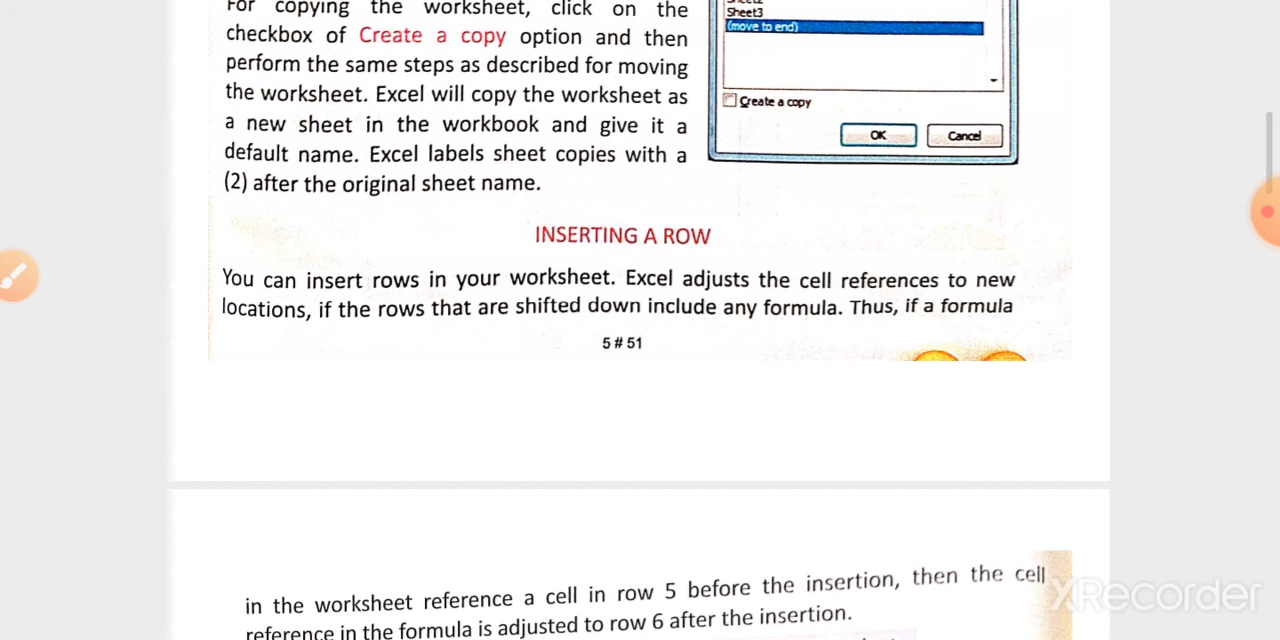 For copying the worksheet, click on the
checkbox of Create a copy option and then
perform the same steps as described for moving
the worksheet. Excel will copy the worksheet as
a new sheet in the workbook and give it a
default name. Excel labels sheet copies with a
(2) after the original sheet name.
Sheet2
Sheet3
(move to end)
Create a copy
OK
Cancel
INSERTING A ROW
You can insert rows in your worksheet. Excel adjusts the cell references to new
locations, if the rows that are shifted down include any formula. Thus, if a formula
5 # 51
in the worksheet reference a cell in row 5 before the insertion, then the cell
reference in the formula is adjusted to row 6 after the insertion.
XRecorder